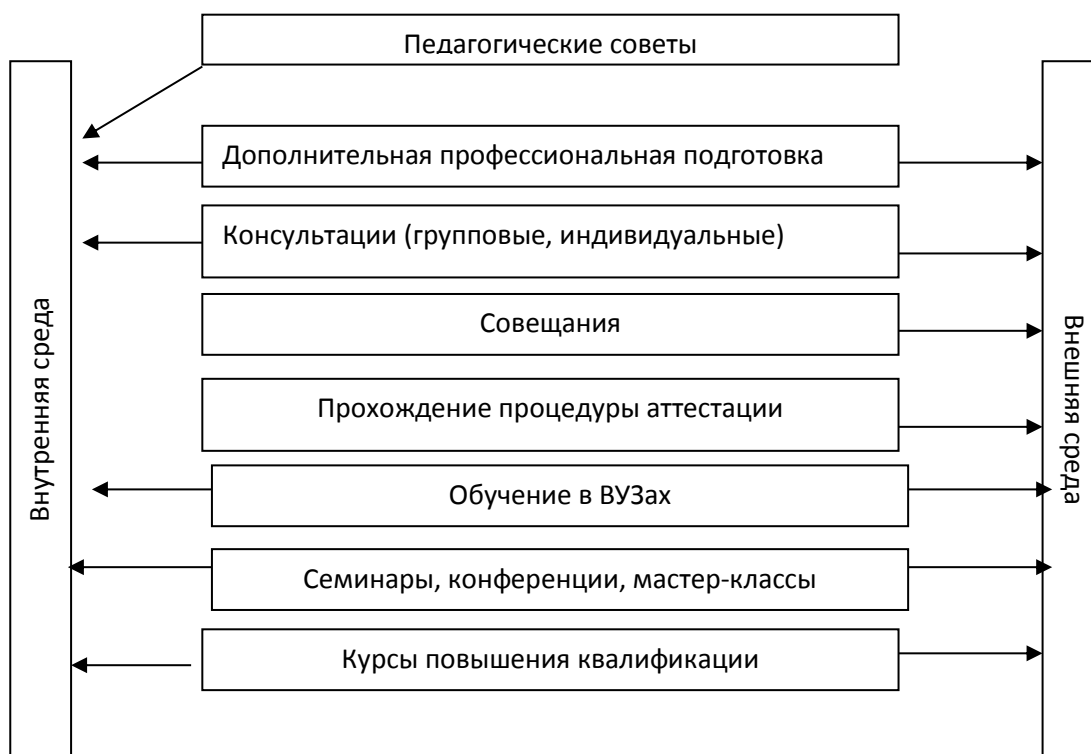 Педагогические советы
Дополнительная профессиональная подготовка
Консультации (групповые, индивидуальные)
Совещания
Прохождение процедуры аттестации
Обучение в ВУЗах
Семинары, конференции, мастер-классы
Курсы повышения квалификации
Внутренняя среда
Внешняя среда